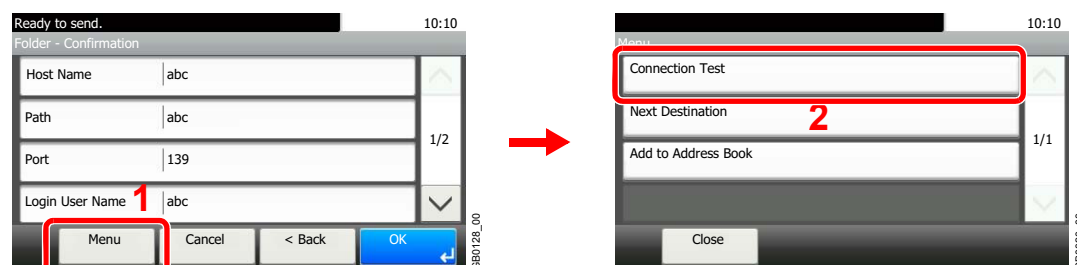 Ready to send.
10:10
Folder - Confirmation
Host Name abc
Path abc
1/2
Port 139
Login User Name abc
1
Menu Cancel < Back OK
GB0128_00
10:10
Menu
Connection Test
Next Destination
2
1/1
Add to Address Book
Close